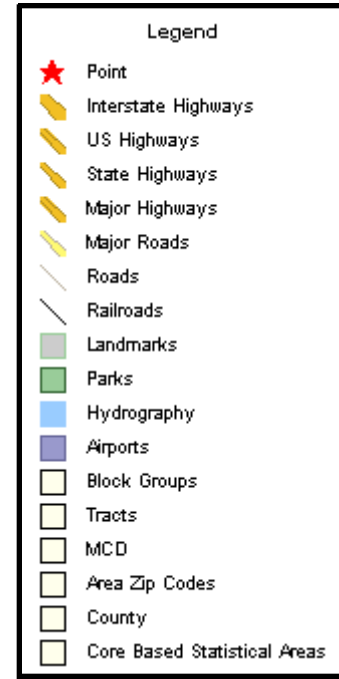 Legend
Point
Interstate Highways
US Highways
State Highways
Major Highways
Major Roads
Roads
Railroads
Landmarks
Parks
Hydrography
Airports
Block Groups
Tracts
MCD
Area Zip Codes
County
Core Based Statistical Areas